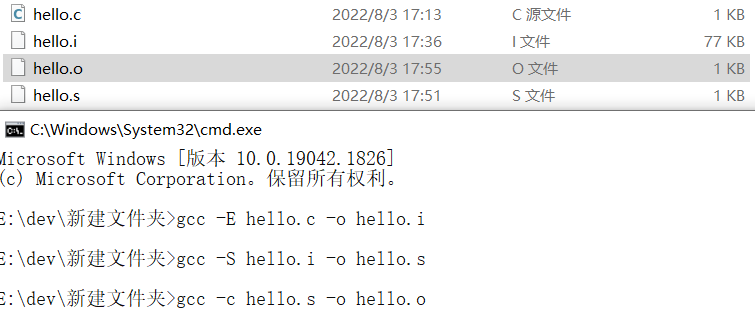 hello.c 2022/8/3 17:13 C 源文件 1 KB
hello.i 2022/8/3 17:36 I 文件 77 KB
hello.o 2022/8/3 17:55 O 文件 1 KB
hello.s 2022/8/3 17:51 S 文件 1 KB
C:\Windows\System32\cmd.exe
Microsoft Windows [版本 10.0.19042.1826]
(c) Microsoft Corporation。保留所有权利。
E:\dev\新建文件夹>gcc -E hello.c -o hello.i
E:\dev\新建文件夹>gcc -S hello.i -o hello.s
E:\dev\新建文件夹>gcc -c hello.s -o hello.o